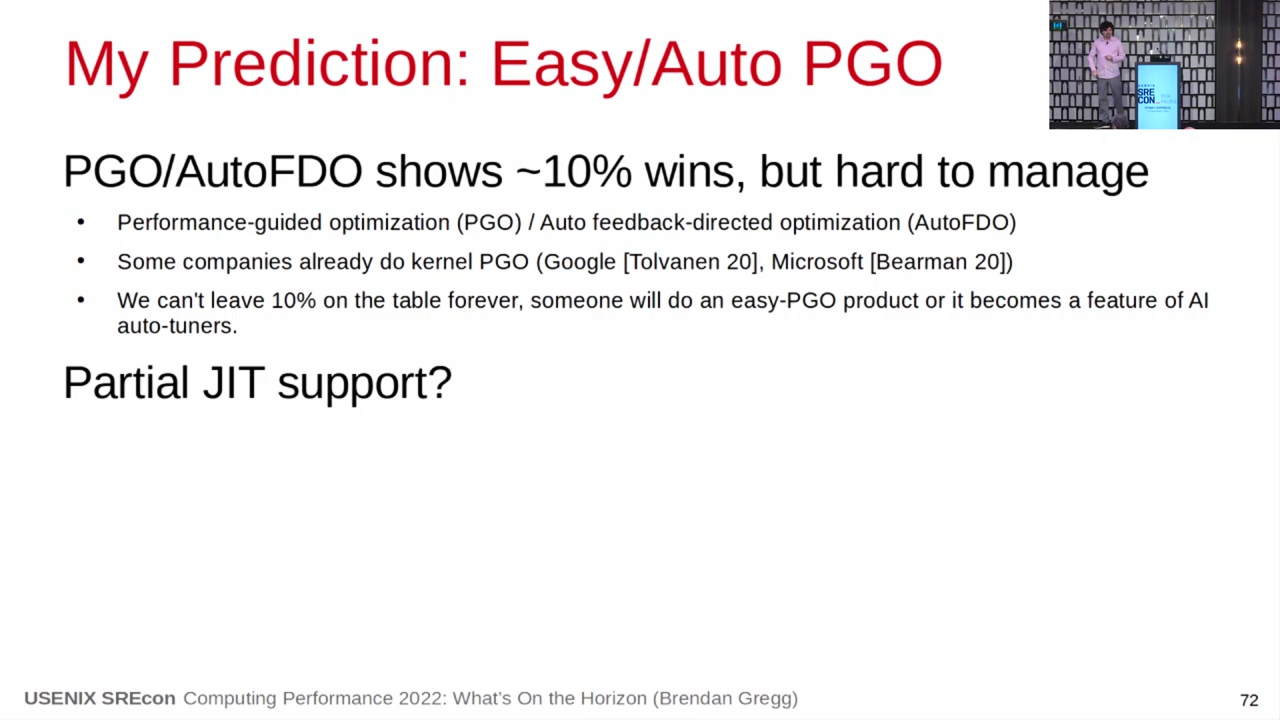 My Prediction: Easy/Auto PGO
PGO/AutoFDO shows ~10% wins, but hard to manage
• Performance-guided optimization (PGO) / Auto feedback-directed optimization (AutoFDO)
• Some companies already do kernel PGO (Google [Tolvanen 20], Microsoft [Bearman 20])
• We can't leave 10% on the table forever, someone will do an easy-PGO product or it becomes a feature of AI
auto-tuners.
Partial JIT support?
USENIX SREcon Computing Performance 2022: What's On the Horizon (Brendan Gregg)
72
SRE
CON